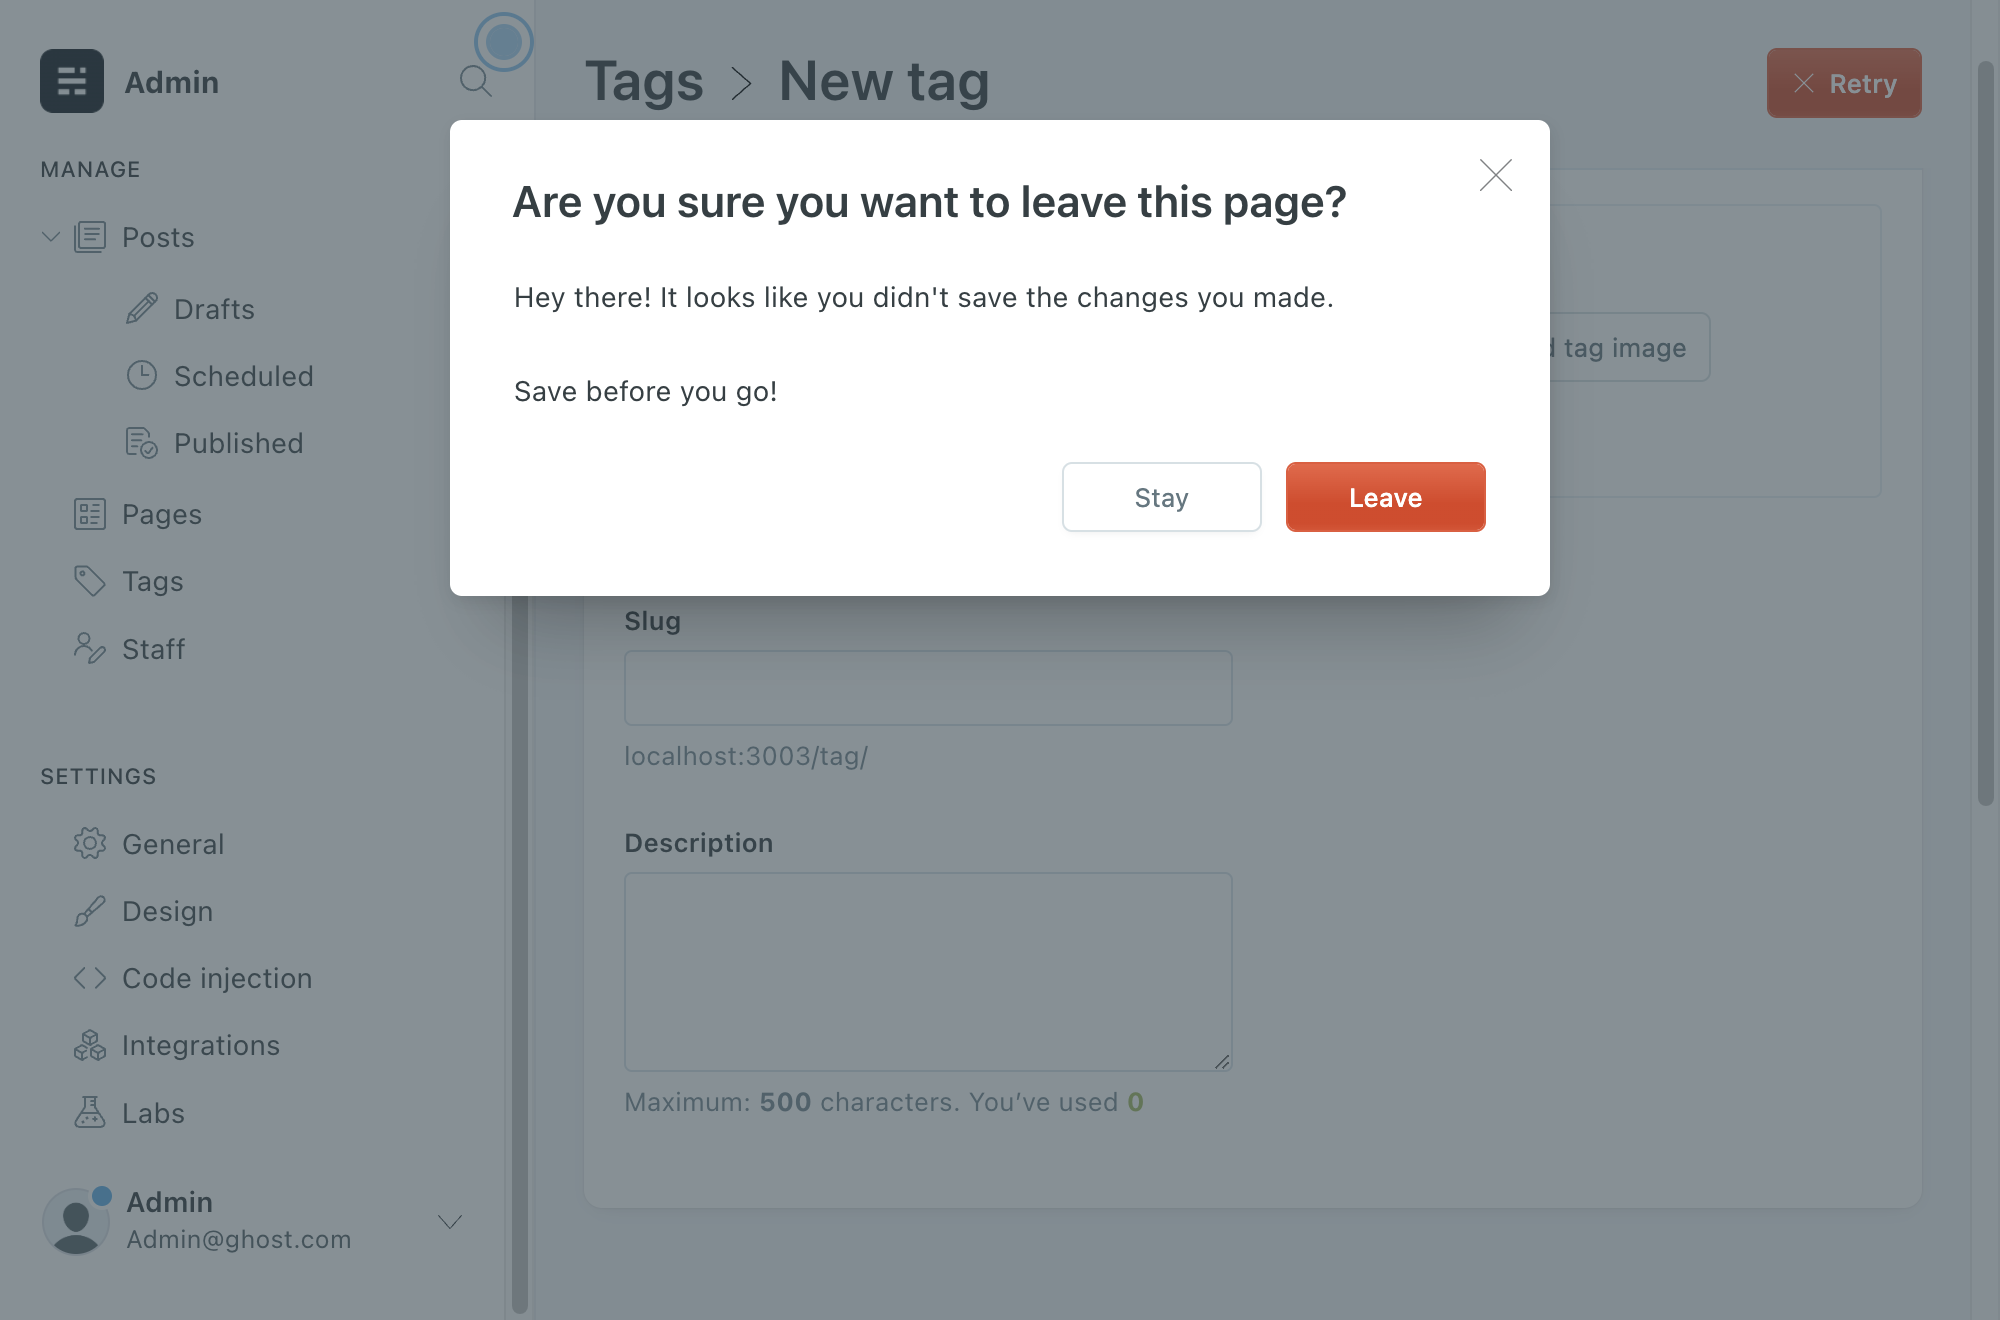 Admin
MANAGE
Posts
Drafts
Scheduled
Published
Pages
Tags
Staff
SETTINGS
General
Design
Code injection
Integrations
Labs
Admin
Admin@ghost.com
Tags > New tag
Retry
Are you sure you want to leave this page?
Hey there! It looks like you didn't save the changes you made.
Save before you go!
Stay
Leave
tag image
Slug
localhost:3003/tag/
Description
Maximum: 500 characters. You’ve used 0